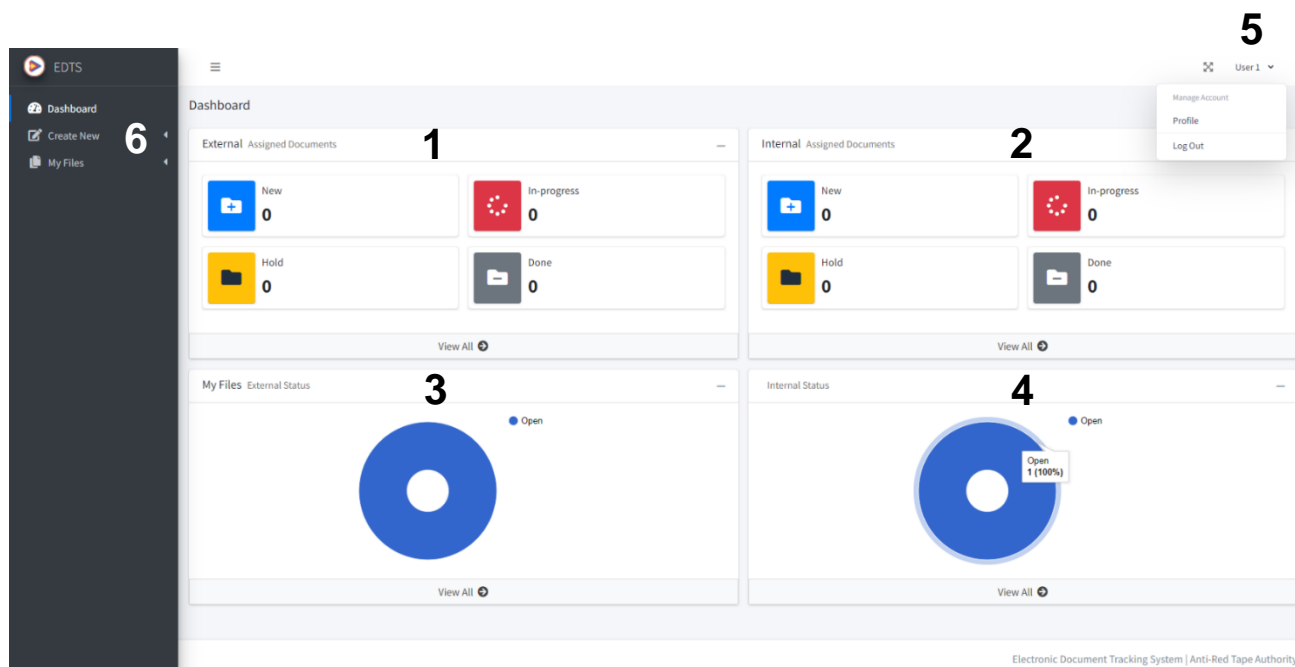 5
EDTS
User 1
Manage Account
Profile
Log Out
Dashboard
Create New
6
My Files
Dashboard
External Assigned Documents
1
New
0
In-progress
0
Hold
0
Done
0
View All
Internal Assigned Documents
2
New
0
In-progress
0
Hold
0
Done
0
View All
My Files External Status
3
Open
View All
Internal Status
4
Open
Open
1 (100%)
View All
Electronic Document Tracking System | Anti-Red Tape Authority